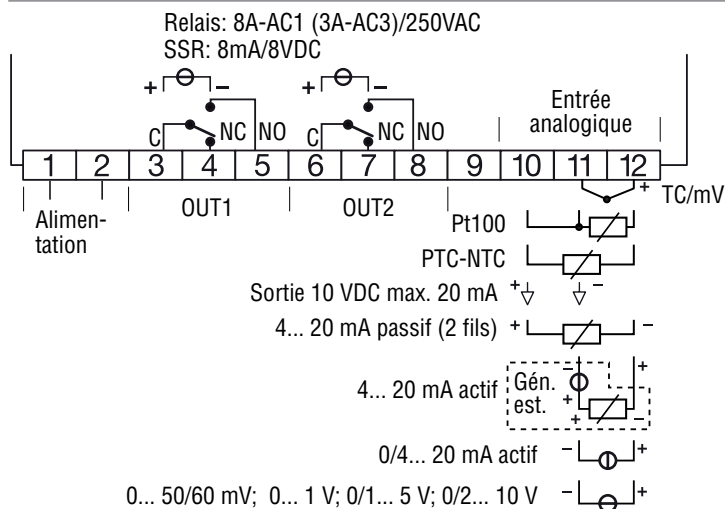 Relais: 8A-AC1 (3A-AC3)/250VAC
SSR: 8mA/8VDC
+ − + −
C NC NO C NC NO
Entrée
analogique
1 2 3 4 5 6 7 8 9 10 11 12
Alimen-
tation
OUT1 OUT2
+ TC/mV
Pt100
PTC-NTC
Sortie 10 VDC max. 20 mA + −
4... 20 mA passif (2 fils) + −
4... 20 mA actif Gén.
est.
− +
+ + −
0/4... 20 mA actif − +
0... 50/60 mV; 0... 1 V; 0/1... 5 V; 0/2... 10 V − +